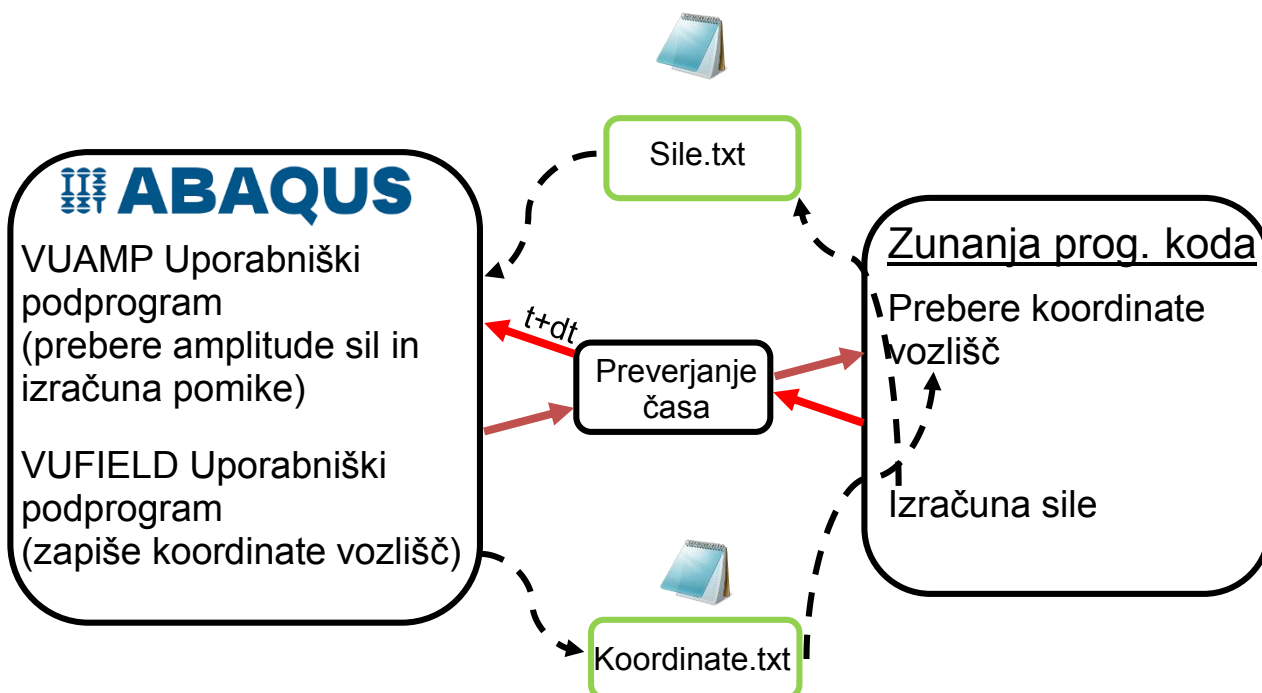 Sile.txt
ABAQUS
VUAMP Uporabniški
podprogram
(prebere amplitude sil in
izračuna pomike)
VUFIELD Uporabniški
podprogram
(zapiše koordinate vozlišč)
t+dt
Preverjanje
časa
Zunanja prog. koda
Prebere koordinate
vozlišč
Izračuna sile
Koordinate.txt